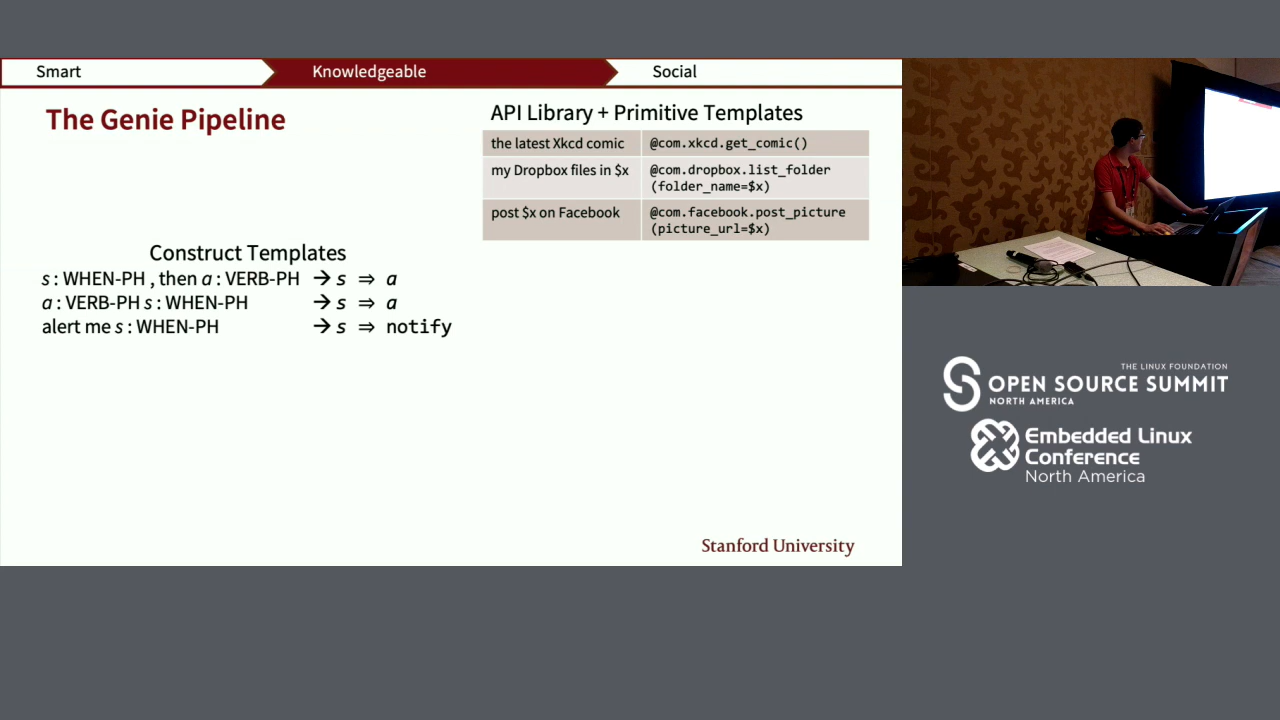 Smart
Knowledgeable
Social
The Genie Pipeline
API Library + Primitive Templates
the latest Xkcd comic @com.xkcd.get_comic()
my Dropbox files in $x @com.dropbox.list_folder
(folder_name=$x)
post $x on Facebook @com.facebook.post_picture
(picture_url=$x)
Construct Templates
s : WHEN-PH , then a : VERB-PH → s ⇒ a
a : VERB-PH s : WHEN-PH → s ⇒ a
alert me s : WHEN-PH → s ⇒ notify
Stanford University
THE LINUX FOUNDATION
OPEN SOURCE SUMMIT
NORTH AMERICA
Embedded Linux
Conference
North America